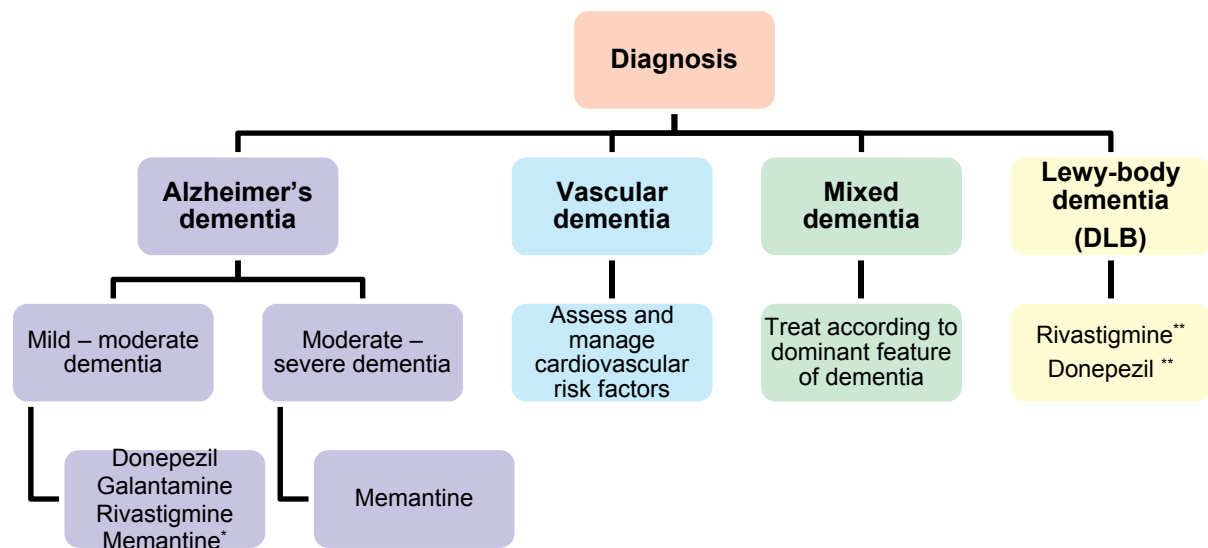 Diagnosis
Alzheimer's
dementia
Vascular
dementia
Mixed
dementia
Lewy-body
dementia
(DLB)
Mild – moderate
dementia
Moderate –
severe dementia
Assess and
manage
cardiovascular
risk factors
Treat according to
dominant feature
of dementia
Rivastigmine**
Donepezil **
Donepezil
Galantamine
Rivastigmine
Memantine*
Memantine